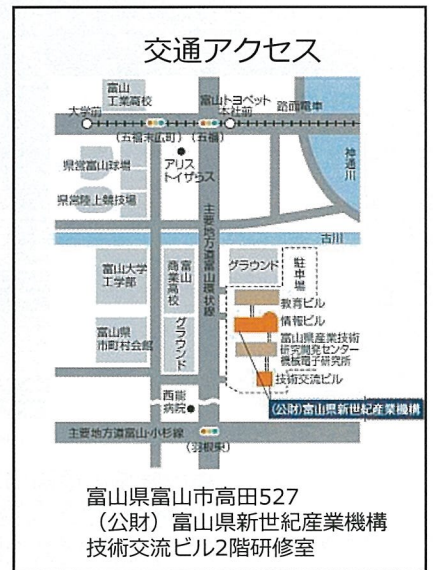 交通アクセス
富山
工業高校
大学前
富山トヨペット
本社前
路面電車
(五福末広町)
(五福)
県営富山球場
アリス
トイザらス
神通川
県営陸上競技場
主要地方道富山環状線
古川
富山大学
工学部
富山
商業高校
グラウンド
駐車場
教育ビル
情報ビル
富山県
市町村会館
グラウンド
富山県産業技術
研究開発センター
機械電子研究所
技術交流ビル
西能
病院
(公財)富山県新世紀産業機構
主要地方道富山・小杉線
(羽根東)
富山県富山市高田527
(公財)富山県新世紀産業機構
技術交流ビル2階研修室